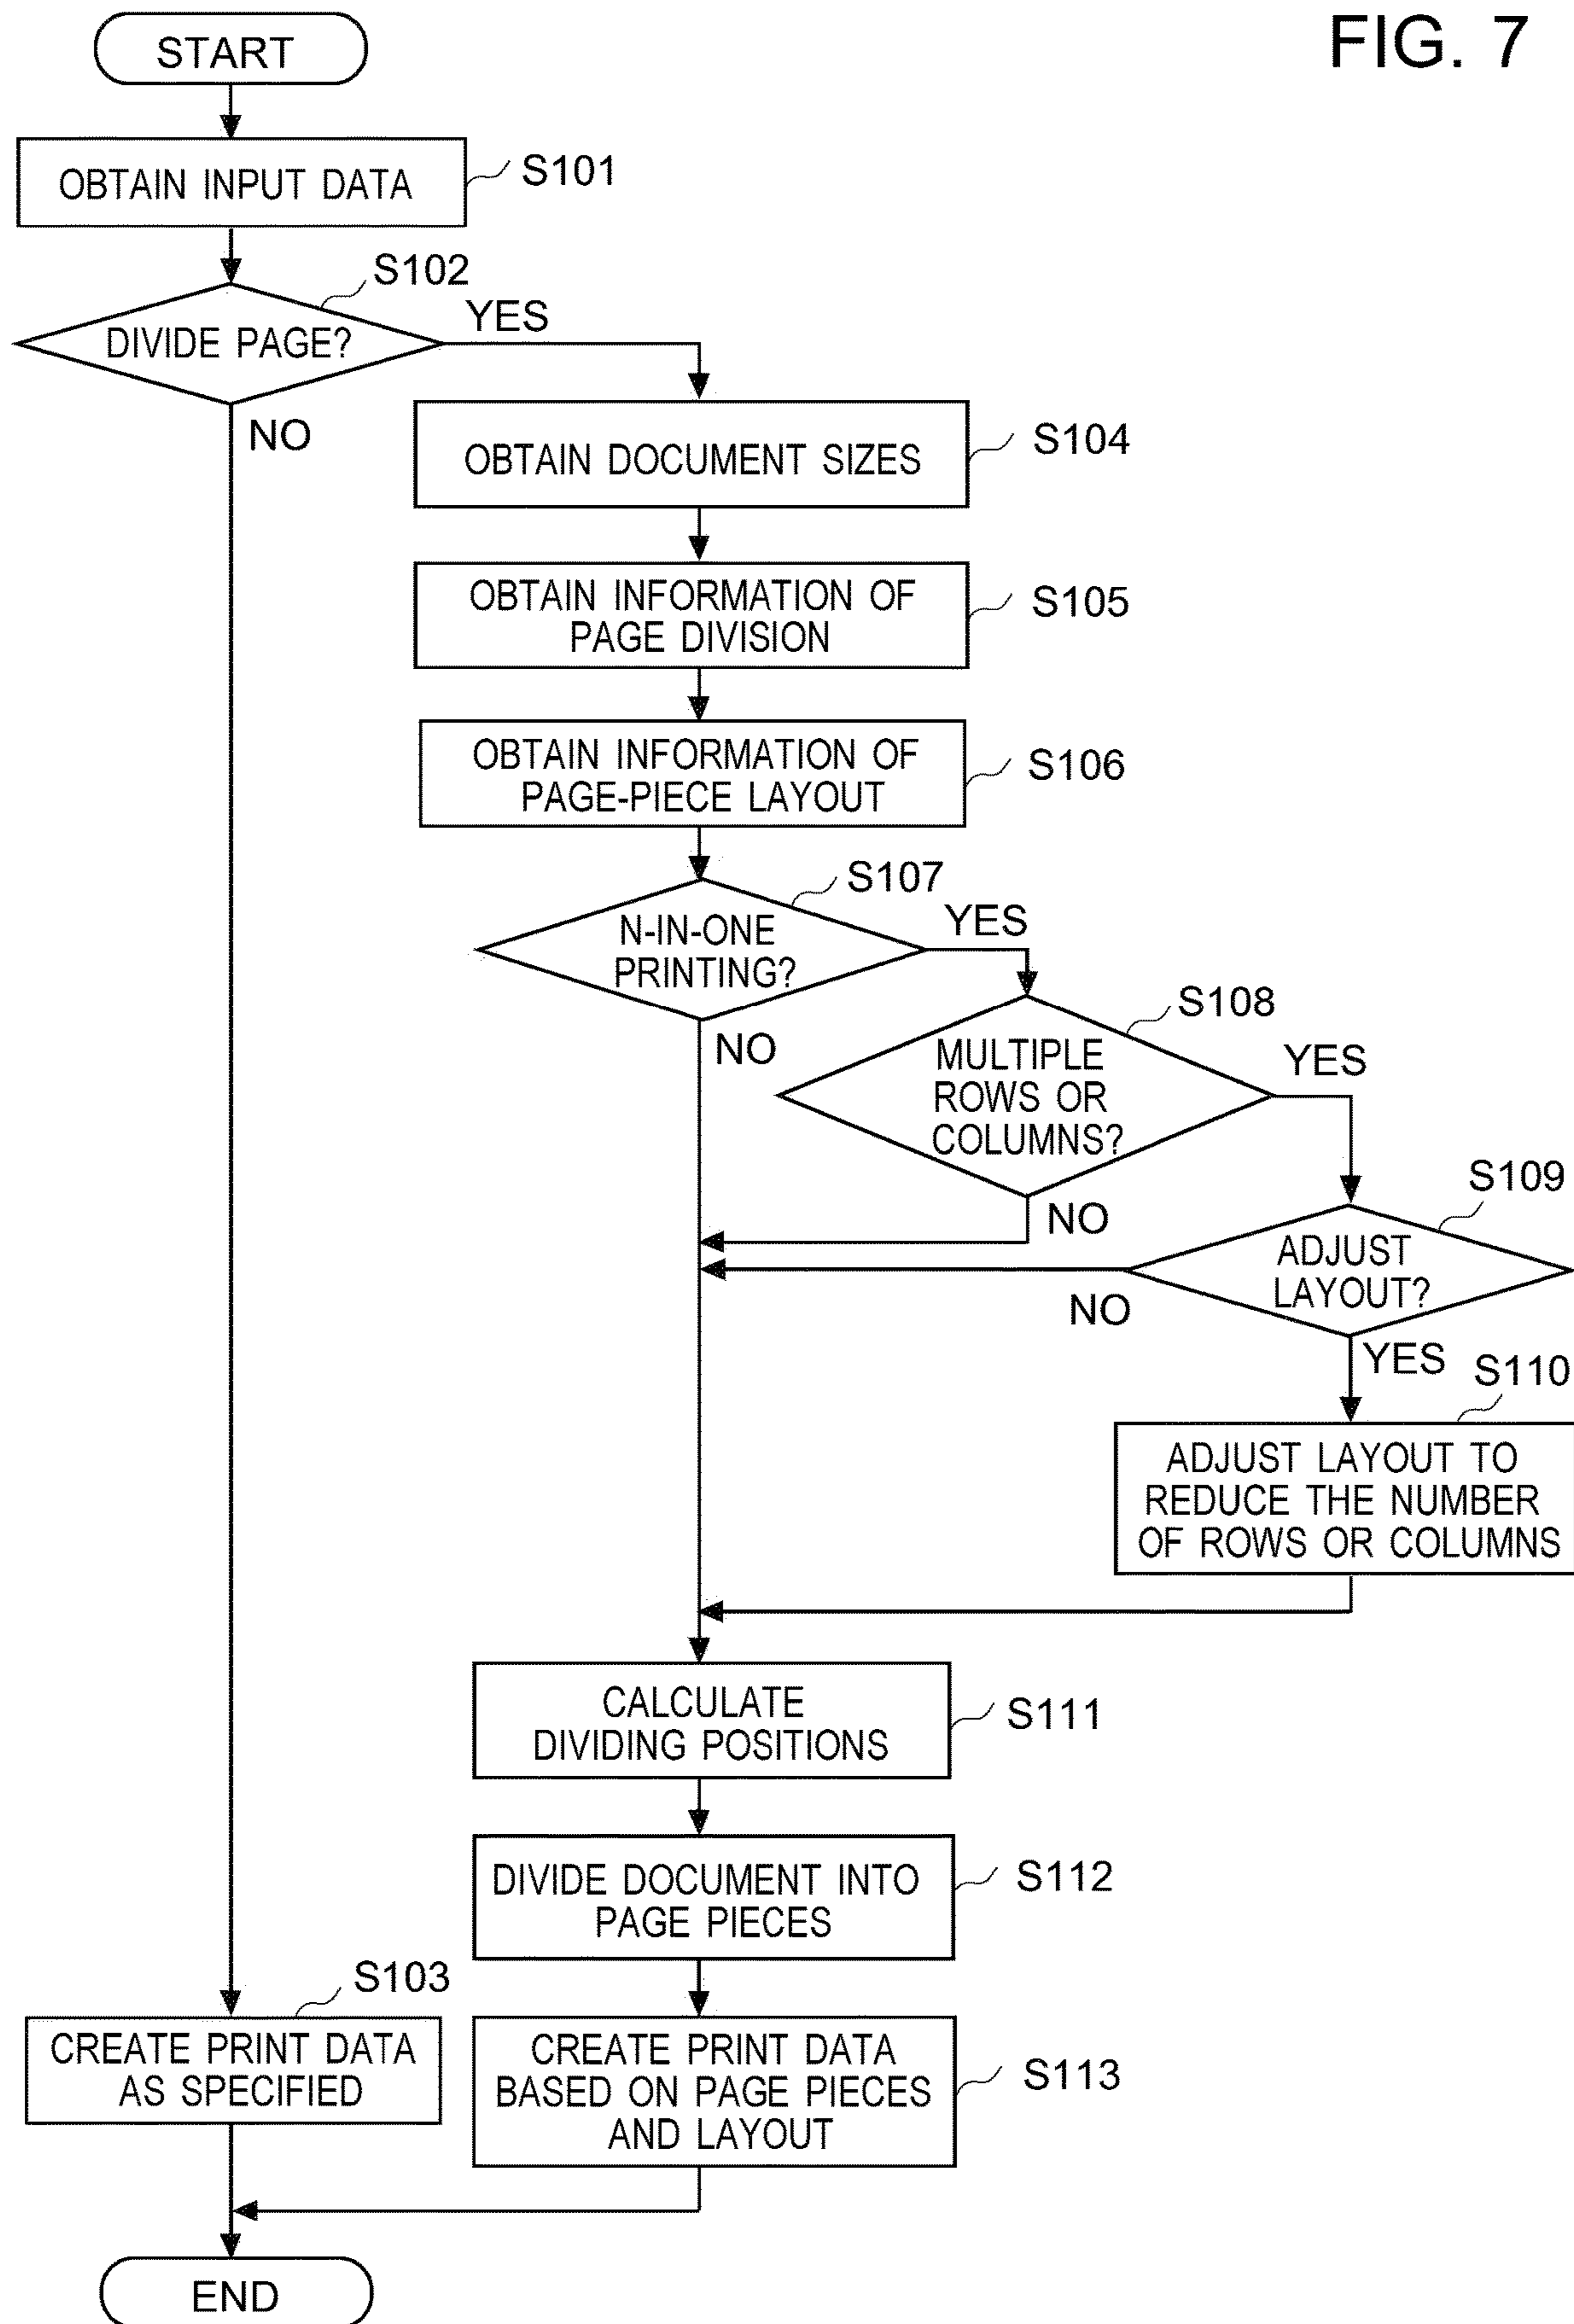 FIG. 7
START
OBTAIN INPUT DATA
S101
S102
DIVIDE PAGE?
YES
NO
OBTAIN DOCUMENT SIZES
S104
OBTAIN INFORMATION OF
PAGE DIVISION
S105
OBTAIN INFORMATION OF
PAGE-PIECE LAYOUT
S106
S107
N-IN-ONE
PRINTING?
YES
NO
S108
MULTIPLE
ROWS OR
COLUMNS?
YES
NO
S109
ADJUST
LAYOUT?
NO
YES
S110
ADJUST LAYOUT TO
REDUCE THE NUMBER
OF ROWS OR COLUMNS
CALCULATE
DIVIDING POSITIONS
S111
DIVIDE DOCUMENT INTO
PAGE PIECES
S112
S103
CREATE PRINT DATA
AS SPECIFIED
CREATE PRINT DATA
BASED ON PAGE PIECES
AND LAYOUT
S113
END